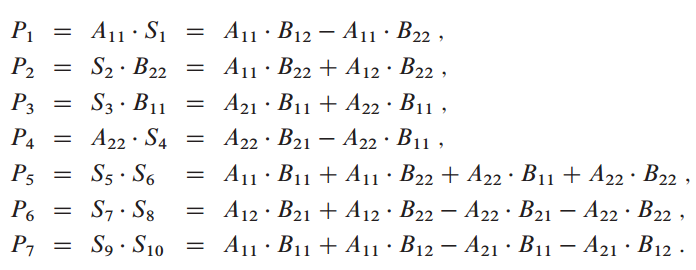 P₁ = A₁₁ · S₁ = A₁₁ · B₁₂ − A₁₁ · B₂₂ ,
P₂ = S₂ · B₂₂ = A₁₁ · B₂₂ + A₁₂ · B₂₂ ,
P₃ = S₃ · B₁₁ = A₂₁ · B₁₁ + A₂₂ · B₁₁ ,
P₄ = A₂₂ · S₄ = A₂₂ · B₂₁ − A₂₂ · B₁₁ ,
P₅ = S₅ · S₆ = A₁₁ · B₁₁ + A₁₁ · B₂₂ + A₂₂ · B₁₁ + A₂₂ · B₂₂ ,
P₆ = S₇ · S₈ = A₁₂ · B₂₁ + A₁₂ · B₂₂ − A₂₂ · B₂₁ − A₂₂ · B₂₂ ,
P₇ = S₉ · S₁₀ = A₁₁ · B₁₁ + A₁₁ · B₁₂ − A₂₁ · B₁₁ − A₂₁ · B₁₂ .